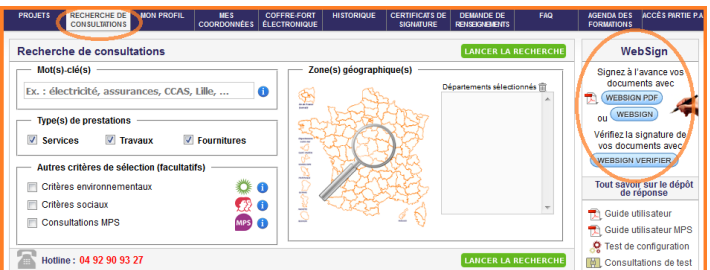 PROJETS
RECHERCHE DE
CONSULTATIONS
MON PROFIL
MES
COORDONNÉES
COFFRE-FORT
ÉLECTRONIQUE
HISTORIQUE
CERTIFICATS DE
SIGNATURE
DEMANDE DE
RENSEIGNEMENTS
FAQ
AGENDA DES
FORMATIONS
ACCÈS PARTIE P.A
Recherche de consultations
LANCER LA RECHERCHE
Mot(s)-clé(s)
Ex. : électricité, assurances, CCAS, Lille, ...
Type(s) de prestations
Services
Travaux
Fournitures
Autres critères de sélection (facultatifs)
Critères environnementaux
Critères sociaux
Consultations MPS
MPS
Zone(s) géographique(s)
Départements sélectionnés
Hotline : 04 92 90 93 27
LANCER LA RECHERCHE
WebSign
Signez à l'avance vos
documents avec
WEBSIGN PDF
ou WEBSIGN
Vérifiez la signature de
vos documents avec
WEBSIGN VERIFIER
Tout savoir sur le dépôt
de réponse
Guide utilisateur
Guide utilisateur MPS
Test de configuration
Consultations de test